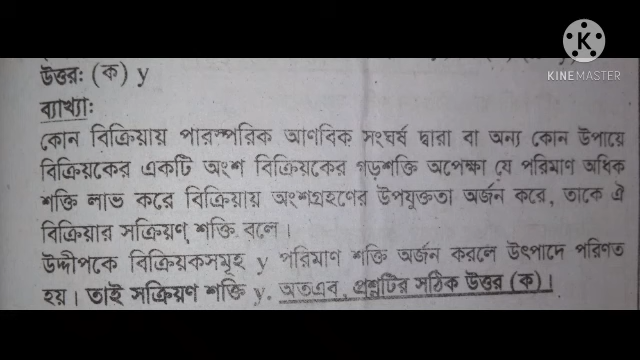 KINEMASTER
উত্তর: (ক) y
ব্যাখ্যা:
কোন বিক্রিয়ায় পারস্পরিক আণবিক সংঘর্ষ দ্বারা বা অন্য কোন উপায়ে
বিক্রিয়কের একটি অংশ বিক্রিয়কের গড়শক্তি অপেক্ষা যে পরিমাণ অধিক
শক্তি লাভ করে বিক্রিয়ায় অংশগ্রহণের উপযুক্ততা অর্জন করে, তাকে ঐ
বিক্রিয়ার সক্রিয়ণ শক্তি বলে।
উদ্দীপকে বিক্রিয়কসমূহ y পরিমাণ শক্তি অর্জন করলে উৎপাদে পরিণত
হয়। তাই সক্রিয়ণ শক্তি y. অতএব, প্রশ্নটির সঠিক উত্তর (ক)।